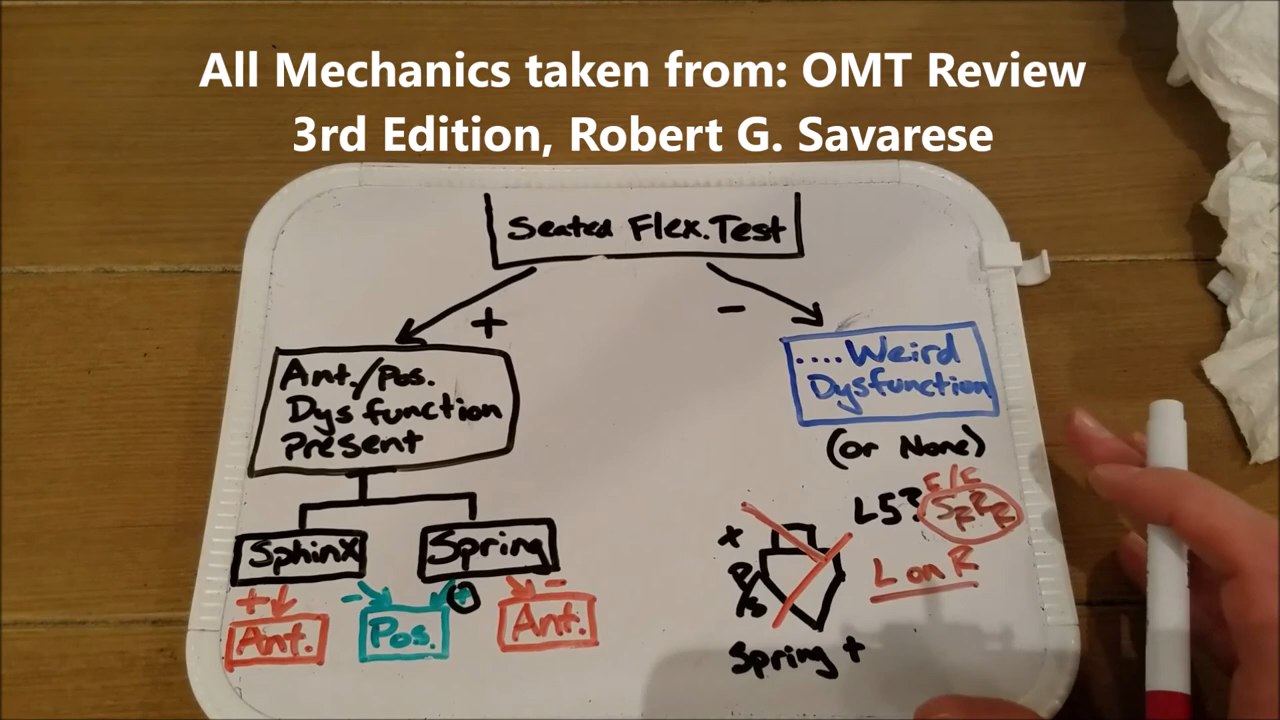 All Mechanics taken from: OMT Review
3rd Edition, Robert G. Savarese
Seated Flex. Test
+
-
Ant./Pos.
Dysfunction
Present
....Weird
Dysfunction
(or None)
Sphinx
Spring
+
-
+
-
Ant.
Pos.
Ant.
L5?
L on R
x
Spring +